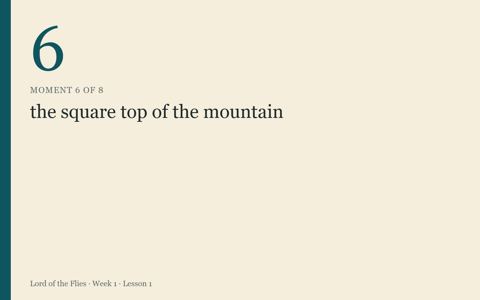 6
MOMENT 6 OF 8
the square top of the mountain
Lord of the Flies · Week 1 · Lesson 1